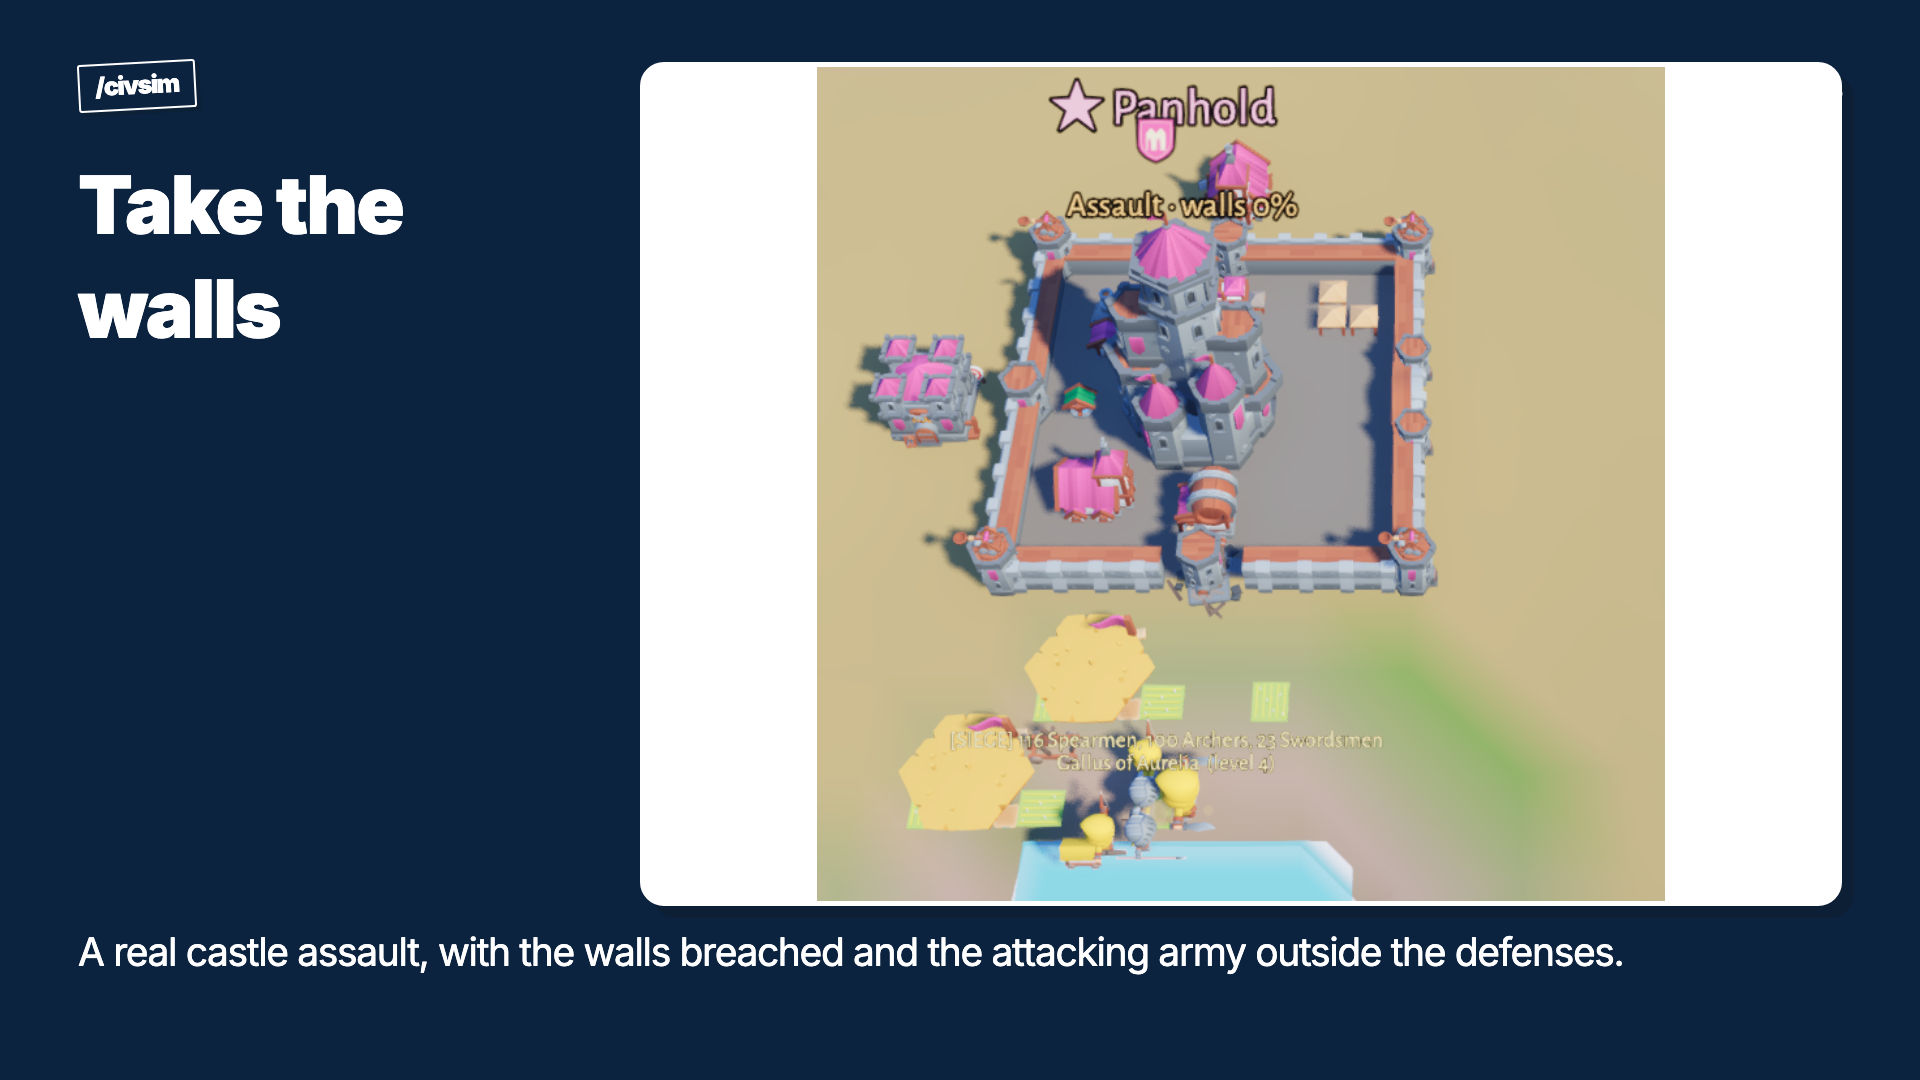 /civsim
Take the
walls
Panhold
M
Assault · walls 0%
[SIEGE] 116 Spearmen, 100 Archers, 23 Swordsmen
Gallus of Aurelia (level 4)
A real castle assault, with the walls breached and the attacking army outside the defenses.